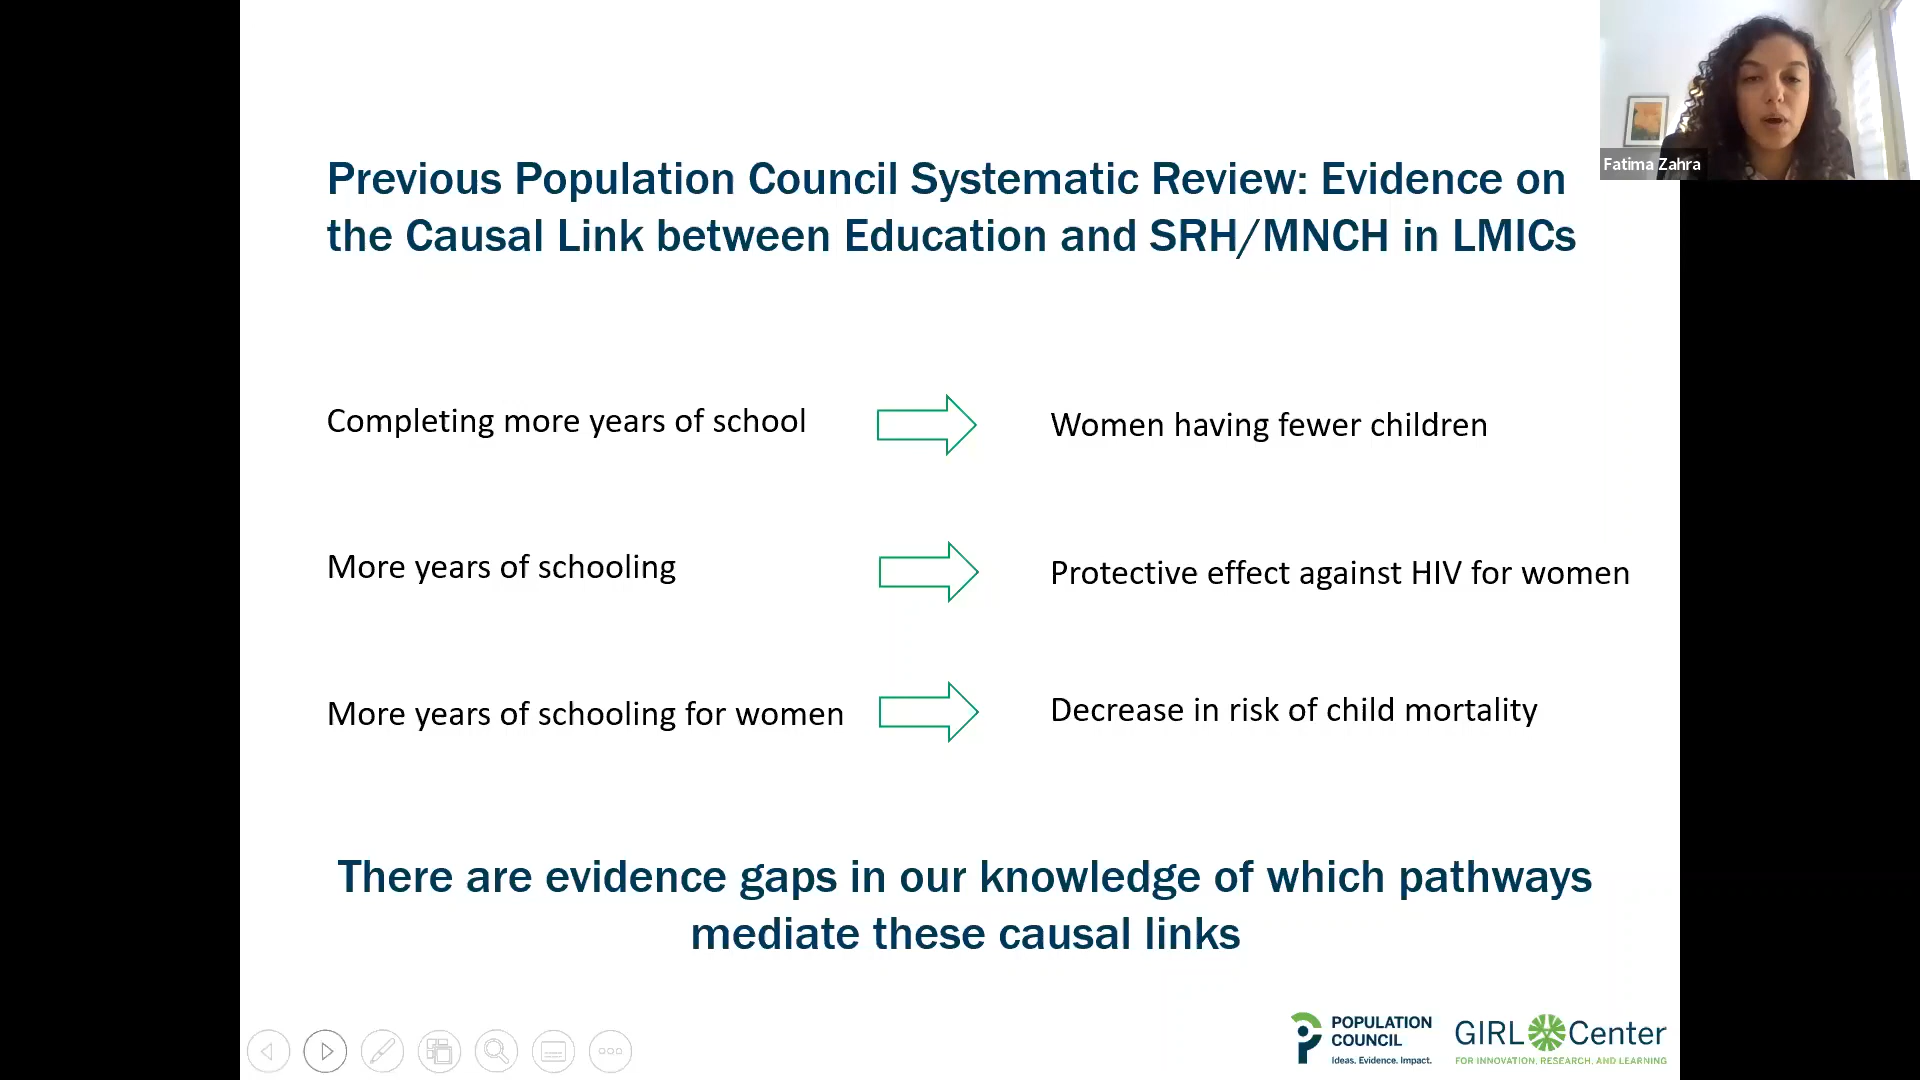 Fatima Zahra
Previous Population Council Systematic Review: Evidence on
the Causal Link between Education and SRH/MNCH in LMICs
Completing more years of school
Women having fewer children
More years of schooling
Protective effect against HIV for women
More years of schooling for women
Decrease in risk of child mortality
There are evidence gaps in our knowledge of which pathways
mediate these causal links
POPULATION
COUNCIL
Ideas. Evidence. Impact.
GIRL Center
FOR INNOVATION, RESEARCH, AND LEARNING